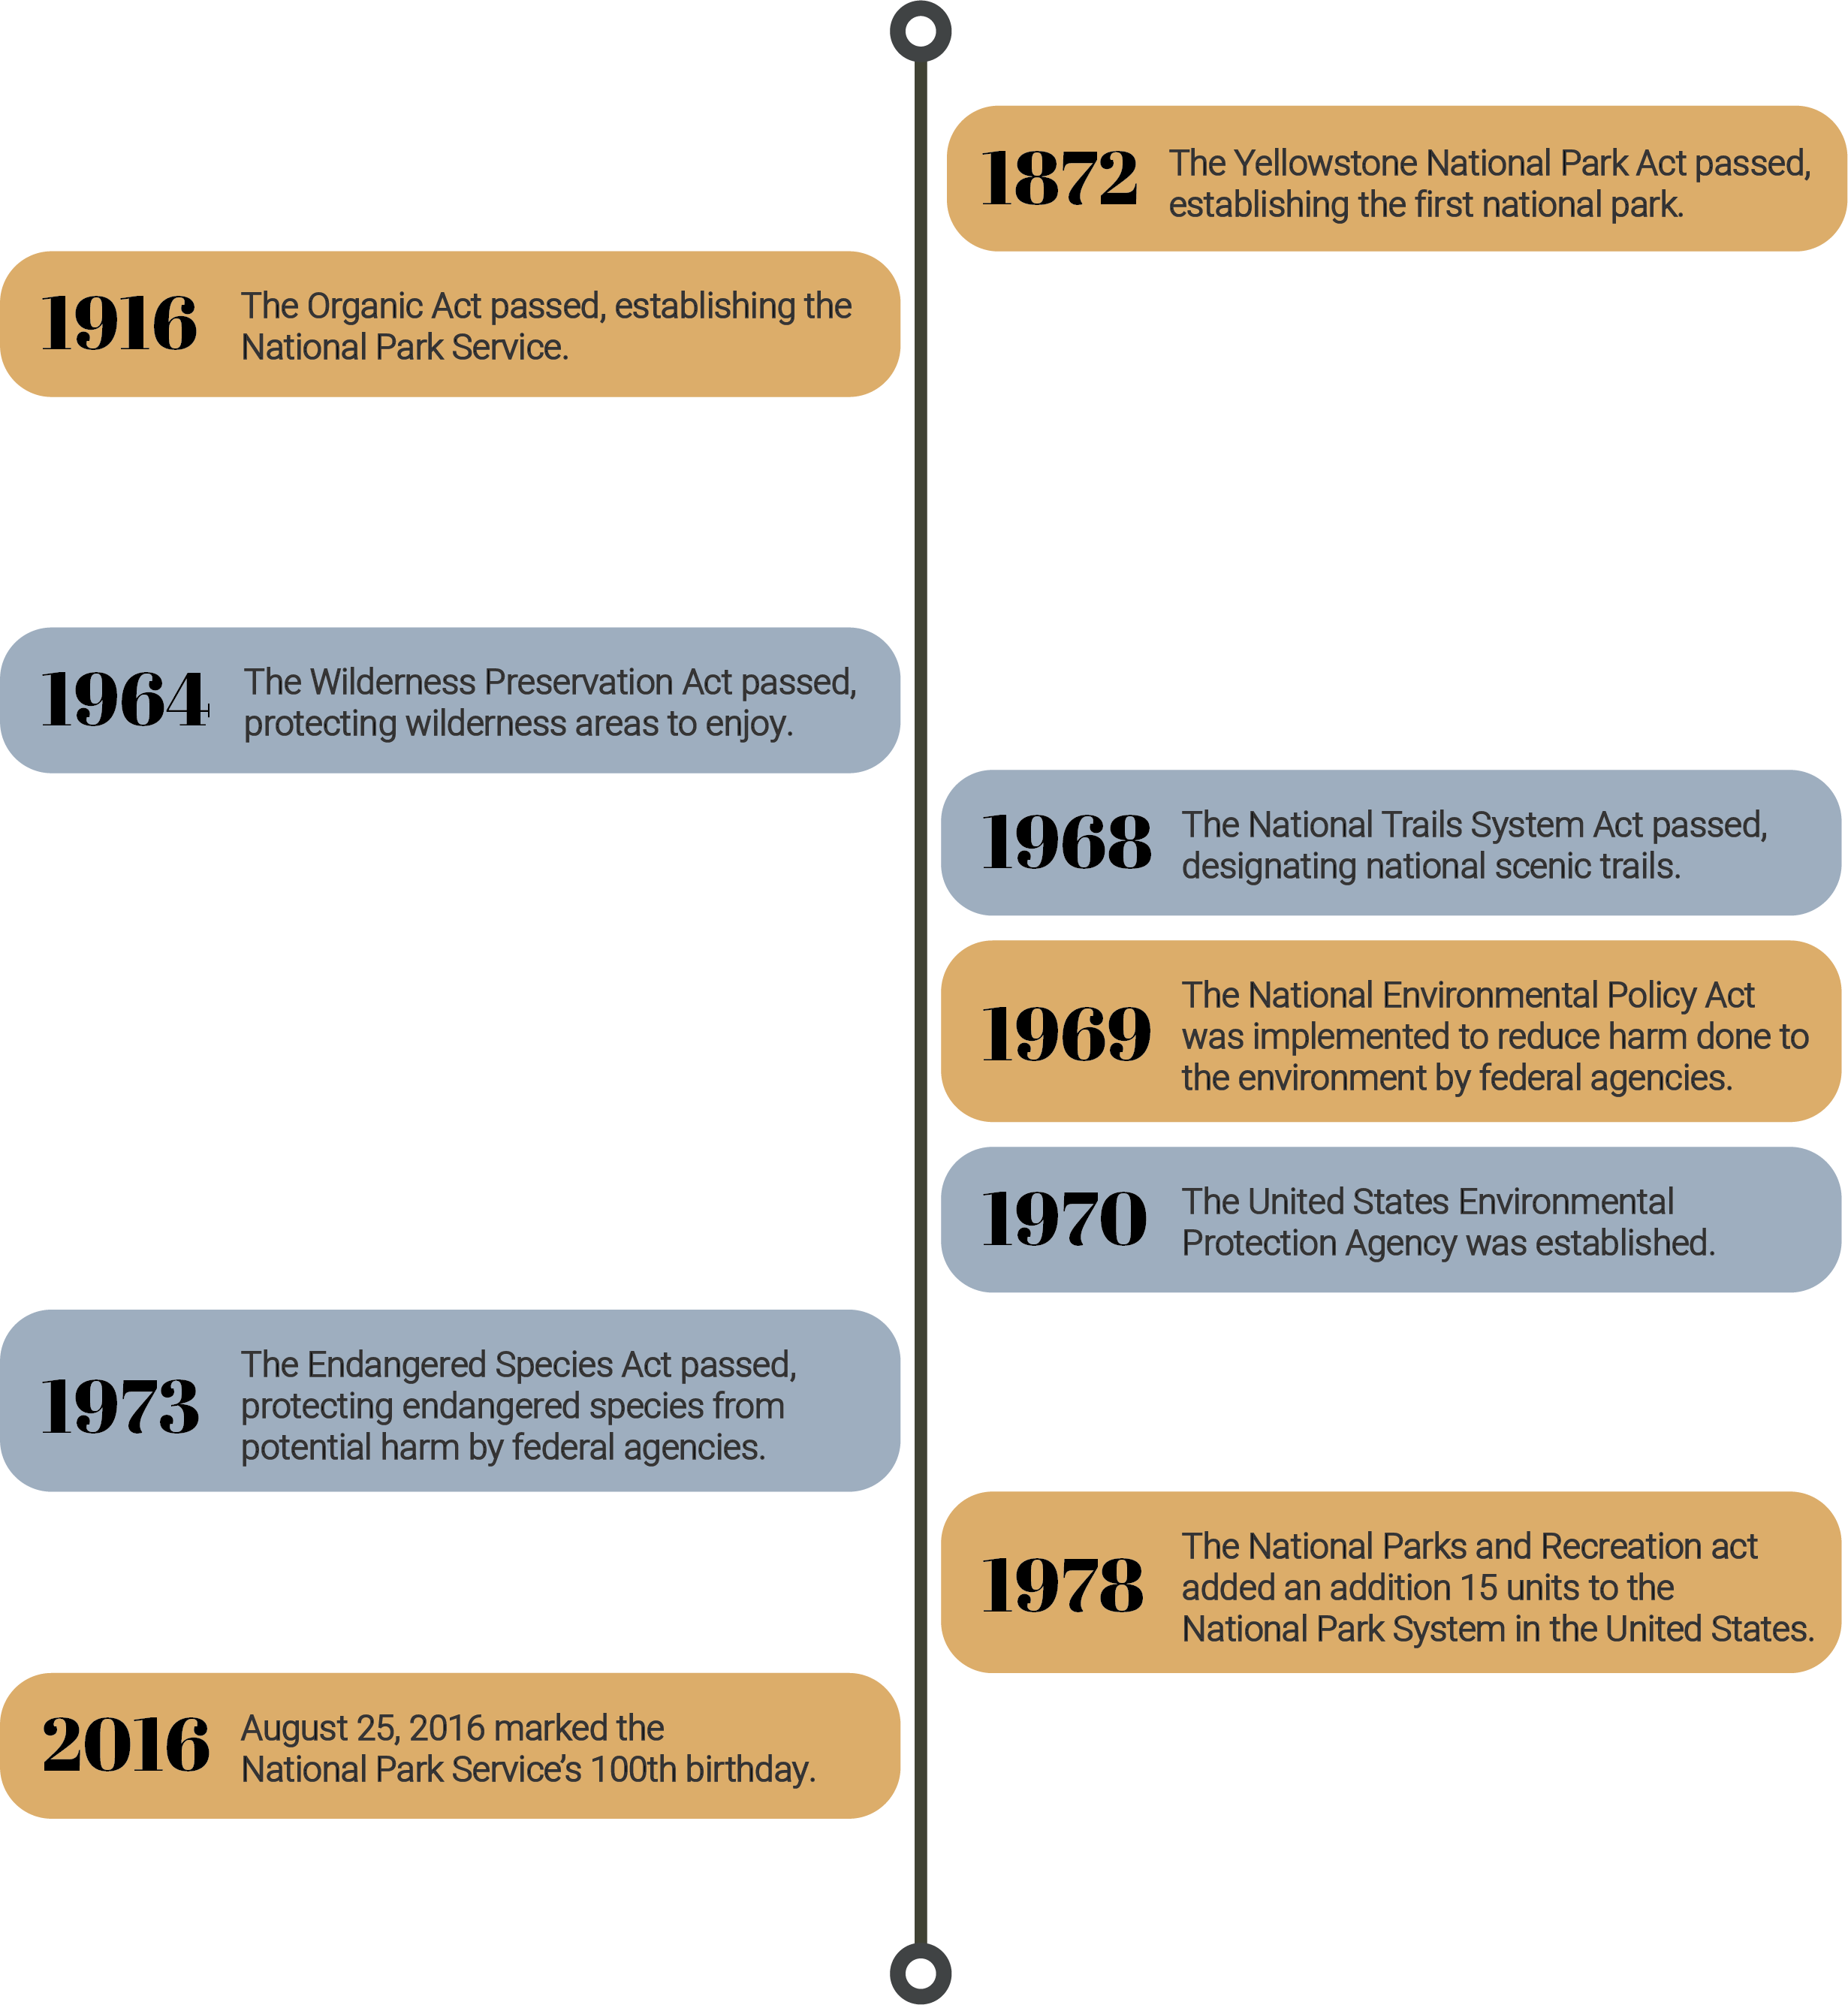 1872
The Yellowstone National Park Act passed,
establishing the first national park.
1916
The Organic Act passed, establishing the
National Park Service.
1964
The Wilderness Preservation Act passed,
protecting wilderness areas to enjoy.
1968
The National Trails System Act passed,
designating national scenic trails.
1969
The National Environmental Policy Act
was implemented to reduce harm done to
the environment by federal agencies.
1970
The United States Environmental
Protection Agency was established.
1973
The Endangered Species Act passed,
protecting endangered species from
potential harm by federal agencies.
1978
The National Parks and Recreation act
added an addition 15 units to the
National Park System in the United States.
2016
August 25, 2016 marked the
National Park Service’s 100th birthday.